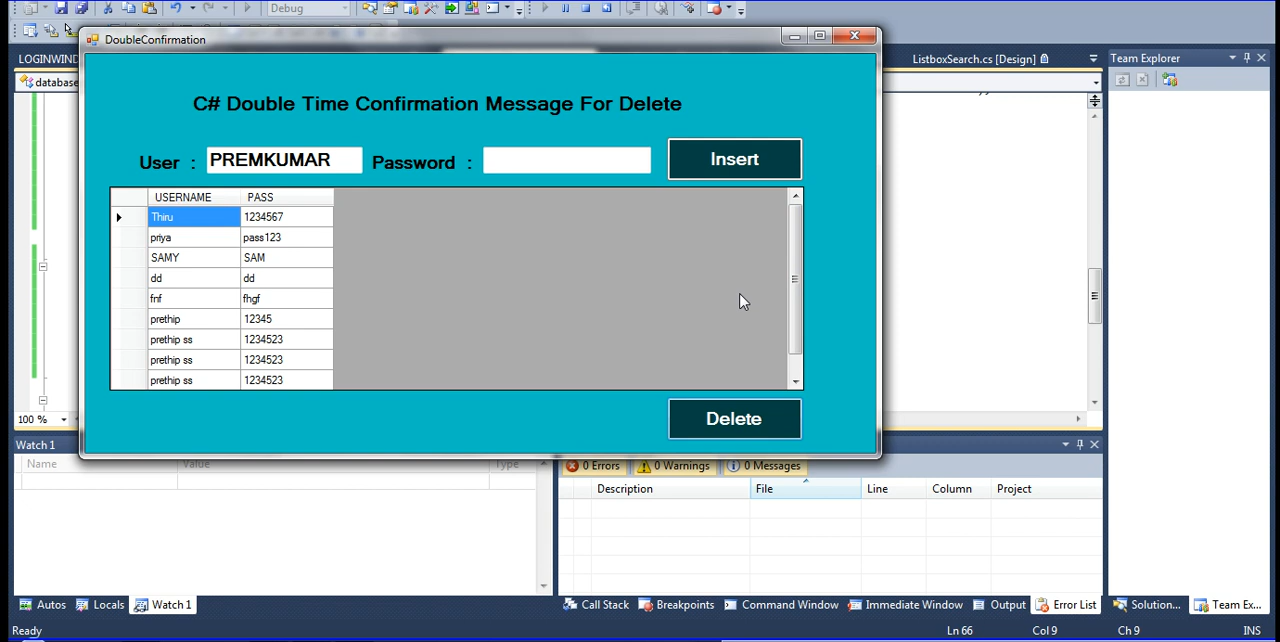 Debug
DoubleConfirmation
LOGINWIND
ListboxSearch.cs [Design]
Team Explorer
database
C# Double Time Confirmation Message For Delete
User : PREMKUMAR Password : Insert
USERNAME PASS
Thiru 1234567
priya pass123
SAMY SAM
dd dd
fnf fhgf
prethip 12345
prethip ss 1234523
prethip ss 1234523
prethip ss 1234523
Delete
100 %
Watch 1
Name Value Type
0 Errors 0 Warnings 0 Messages
Description File Line Column Project
Autos Locals Watch 1 Call Stack Breakpoints Command Window Immediate Window Output Error List Solution... Team Ex...
Ready Ln 66 Col 9 Ch 9 INS